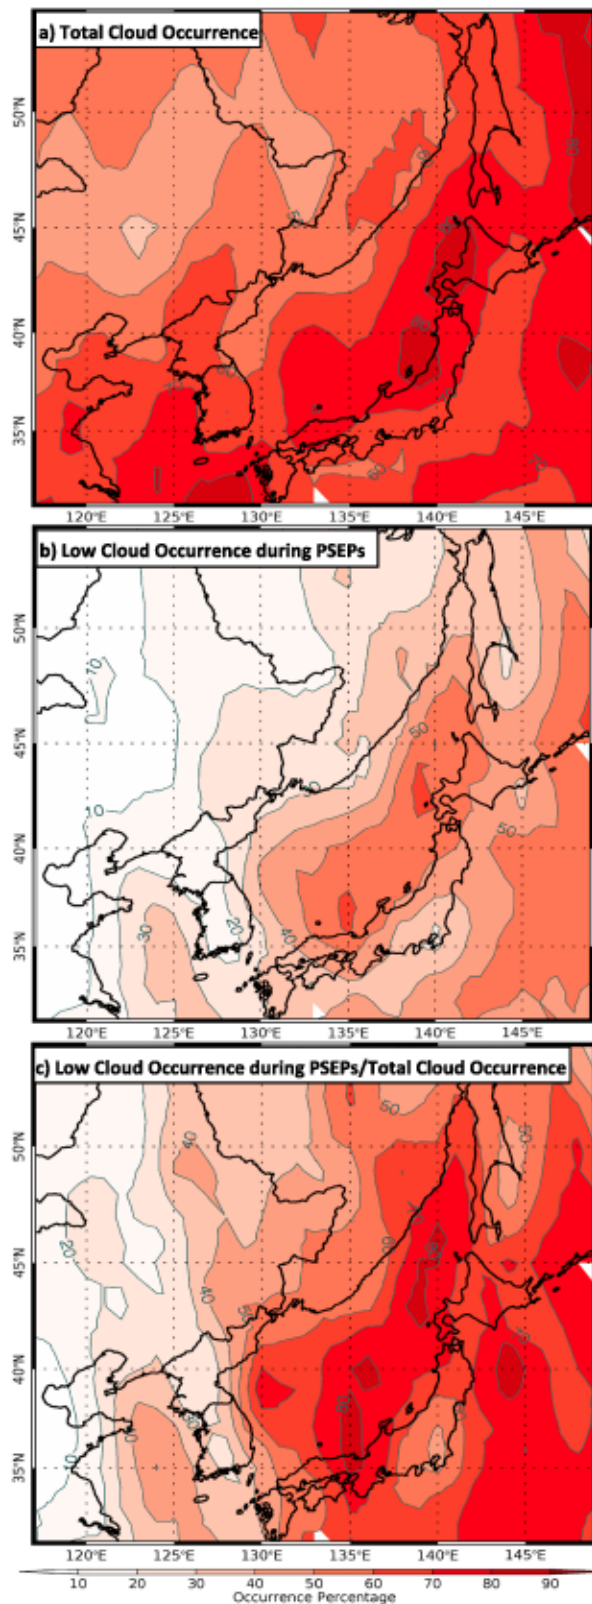 a) Total Cloud Occurrence
50°N
45°N
40°N
35°N
120°E 125°E 130°E 135°E 140°E 145°E
b) Low Cloud Occurrence during PSEPs
50°N
10
50
45°N
10
50
40°N
20
30
40
35°N
120°E 125°E 130°E 135°E 140°E 145°E
c) Low Cloud Occurrence during PSEPs/Total Cloud Occurrence
50
50°N
40
50
20
60
45°N
40
50
40°N
35°N
120°E 125°E 130°E 135°E 140°E 145°E
10 20 30 40 50 60 70 80 90
Occurrence Percentage